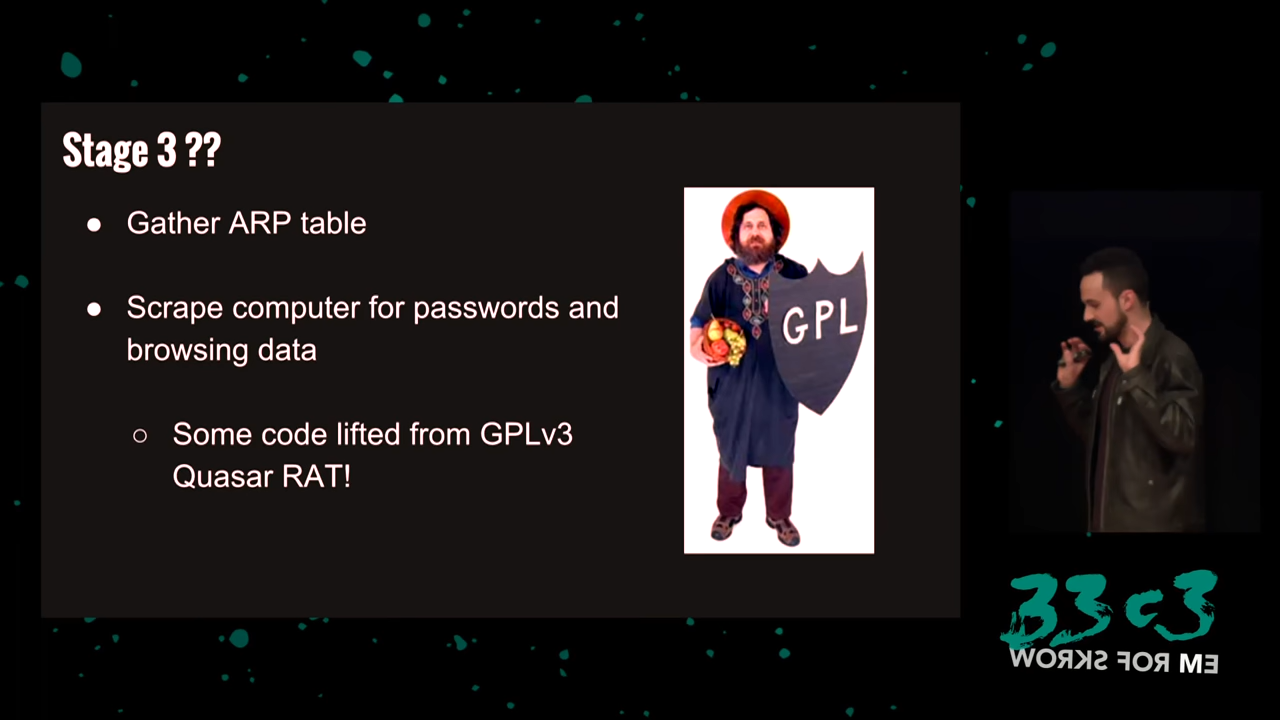 Stage 3 ??
● Gather ARP table
● Scrape computer for passwords and
browsing data
○ Some code lifted from GPLv3
Quasar RAT!
GPL
33c3
WORKS FOR ME